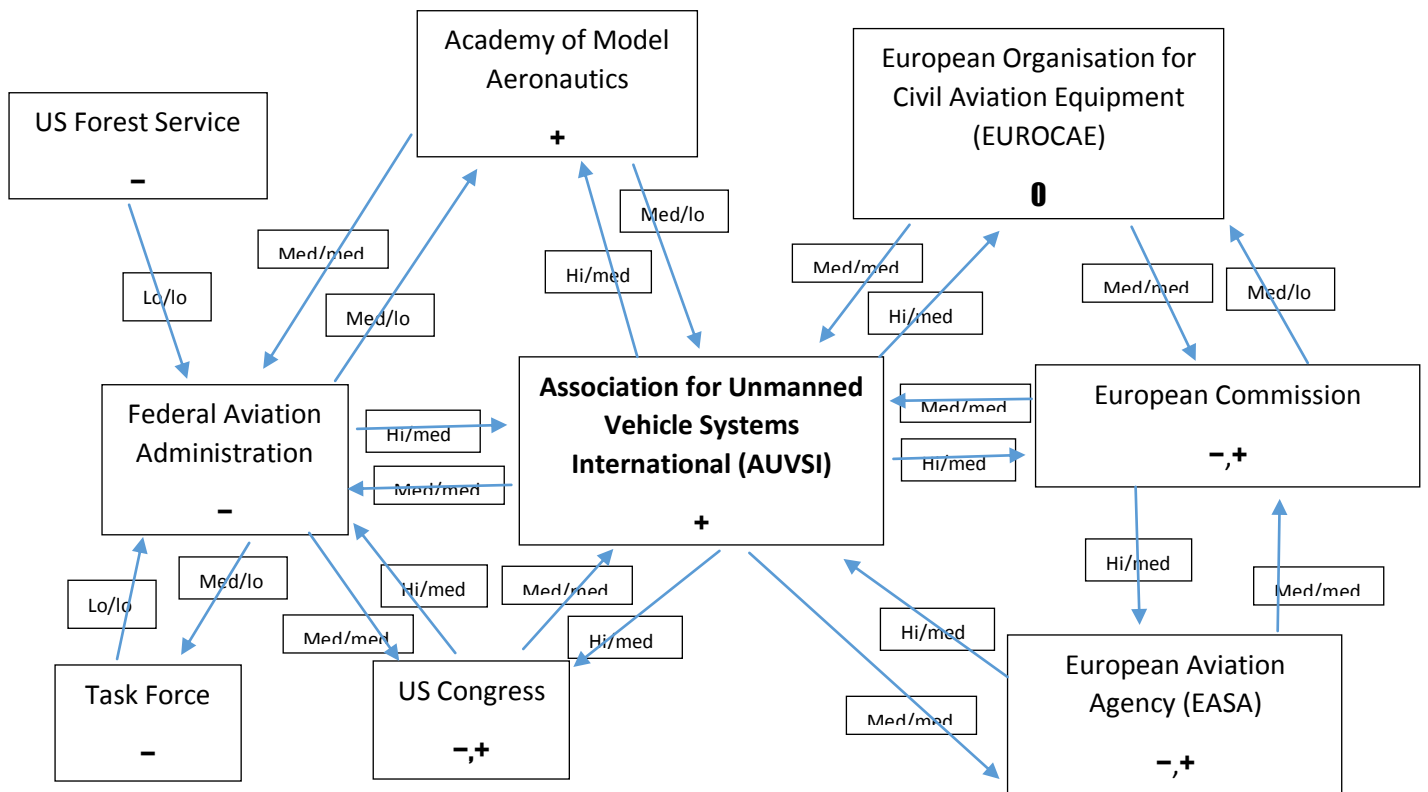 Academy of Model
Aeronautics
+
European Organisation for
Civil Aviation Equipment
(EUROCAE)
0
US Forest Service
–
Med/lo
Med/med
Hi/med
Med/med
Med/med
Med/lo
Lo/lo
Med/lo
Hi/med
Association for Unmanned
Vehicle Systems
International (AUVSI)
+
European Commission
–,+
Federal Aviation
Administration
–
Hi/med
Med/med
Med/med
Hi/med
Lo/lo
Med/lo
Med/med
Hi/med
Med/med
Hi/med
Hi/med
Med/med
Hi/med
Med/med
Task Force
–
US Congress
–,+
European Aviation
Agency (EASA)
–,+